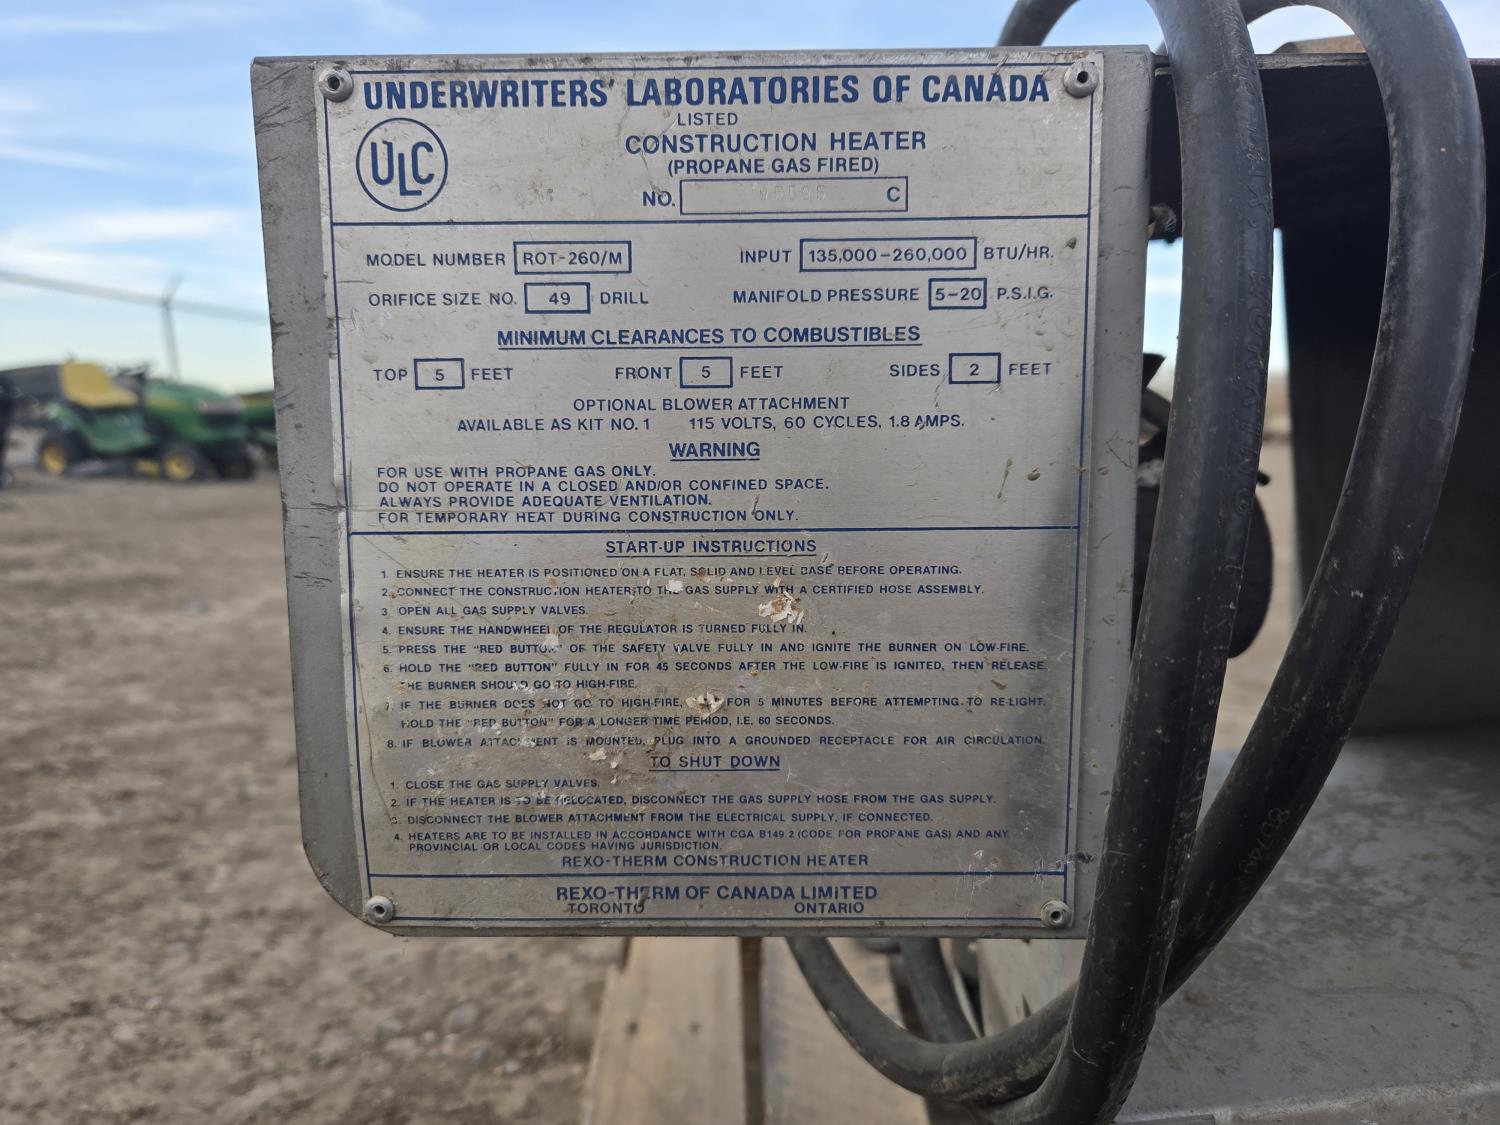 UNDERWRITERS' LABORATORIES OF CANADA
LISTED
ULC
CONSTRUCTION HEATER
(PROPANE GAS FIRED)
NO. C
MODEL NUMBER ROT-260/M INPUT 135,000-260,000 BTU/HR.
ORIFICE SIZE NO. 49 DRILL MANIFOLD PRESSURE 5-20 P.S.I.G.
MINIMUM CLEARANCES TO COMBUSTIBLES
TOP 5 FEET FRONT 5 FEET SIDES 2 FEET
OPTIONAL BLOWER ATTACHMENT
AVAILABLE AS KIT NO. 1 115 VOLTS, 60 CYCLES, 1.8 AMPS.
WARNING
FOR USE WITH PROPANE GAS ONLY.
DO NOT OPERATE IN A CLOSED AND/OR CONFINED SPACE.
ALWAYS PROVIDE ADEQUATE VENTILATION.
FOR TEMPORARY HEAT DURING CONSTRUCTION ONLY.
START-UP INSTRUCTIONS
1. ENSURE THE HEATER IS POSITIONED ON A FLAT, SOLID AND LEVEL BASE BEFORE OPERATING.
2. CONNECT THE CONSTRUCTION HEATER TO THE GAS SUPPLY WITH A CERTIFIED HOSE ASSEMBLY.
3. OPEN ALL GAS SUPPLY VALVES.
4. ENSURE THE HANDWHEEL OF THE REGULATOR IS TURNED FULLY IN.
5. PRESS THE "RED BUTTON" OF THE SAFETY VALVE FULLY IN AND IGNITE THE BURNER ON LOW-FIRE.
6. HOLD THE "RED BUTTON" FULLY IN FOR 45 SECONDS AFTER THE LOW-FIRE IS IGNITED, THEN RELEASE.
THE BURNER SHOULD GO TO HIGH-FIRE.
7. IF THE BURNER DOES NOT GO TO HIGH-FIRE, FOR 5 MINUTES BEFORE ATTEMPTING TO RE-LIGHT.
HOLD THE "RED BUTTON" FOR A LONGER TIME PERIOD, I.E. 60 SECONDS.
8. IF BLOWER ATTACHMENT IS MOUNTED, PLUG INTO A GROUNDED RECEPTACLE FOR AIR CIRCULATION.
TO SHUT DOWN
1. CLOSE THE GAS SUPPLY VALVES.
2. IF THE HEATER IS TO BE RELOCATED, DISCONNECT THE GAS SUPPLY HOSE FROM THE GAS SUPPLY.
3. DISCONNECT THE BLOWER ATTACHMENT FROM THE ELECTRICAL SUPPLY, IF CONNECTED.
4. HEATERS ARE TO BE INSTALLED IN ACCORDANCE WITH CGA B149.2 (CODE FOR PROPANE GAS) AND ANY
PROVINCIAL OR LOCAL CODES HAVING JURISDICTION.
REXO-THERM CONSTRUCTION HEATER
REXO-THERM OF CANADA LIMITED
TORONTO ONTARIO